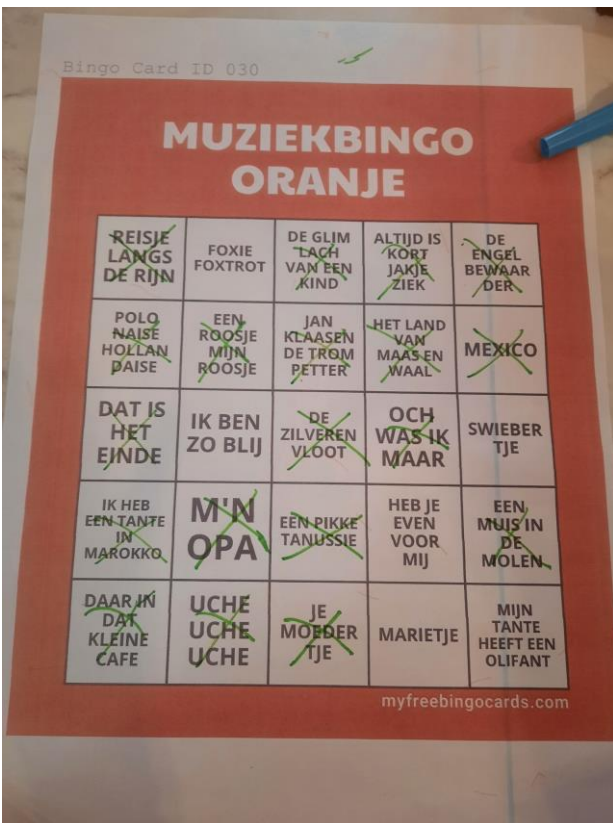 Bingo Card ID 030
MUZIEKBINGO
ORANJE
REISJE
LANGS
DE RIJN
FOXIE
FOXTROT
DE GLIM
LACH
VAN EEN
KIND
ALTIJD IS
KORT
JAKJE
ZIEK
DE
ENGEL
BEWAAR
DER
POLO
NAISE
HOLLAN
DAISE
EEN
ROOSJE
MIJN
ROOSJE
JAN
KLAASEN
DE TROM
PETTER
HET LAND
VAN
MAAS EN
WAAL
MEXICO
DAT IS
HET
EINDE
IK BEN
ZO BLIJ
DE
ZILVEREN
VLOOT
OCH
WAS IK
MAAR
SWIEBER
TJE
IK HEB
EEN TANTE
IN
MAROKKO
M'N
OPA
EEN PIKKE
TANUSSIE
HEB JE
EVEN
VOOR
MIJ
EEN
MUIS IN
DE
MOLEN
DAAR IN
DAT
KLEINE
CAFE
UCHE
UCHE
UCHE
JE
MOEDER
TJE
MARIETJE
MIJN
TANTE
HEEFT EEN
OLIFANT
myfreebingocards.com